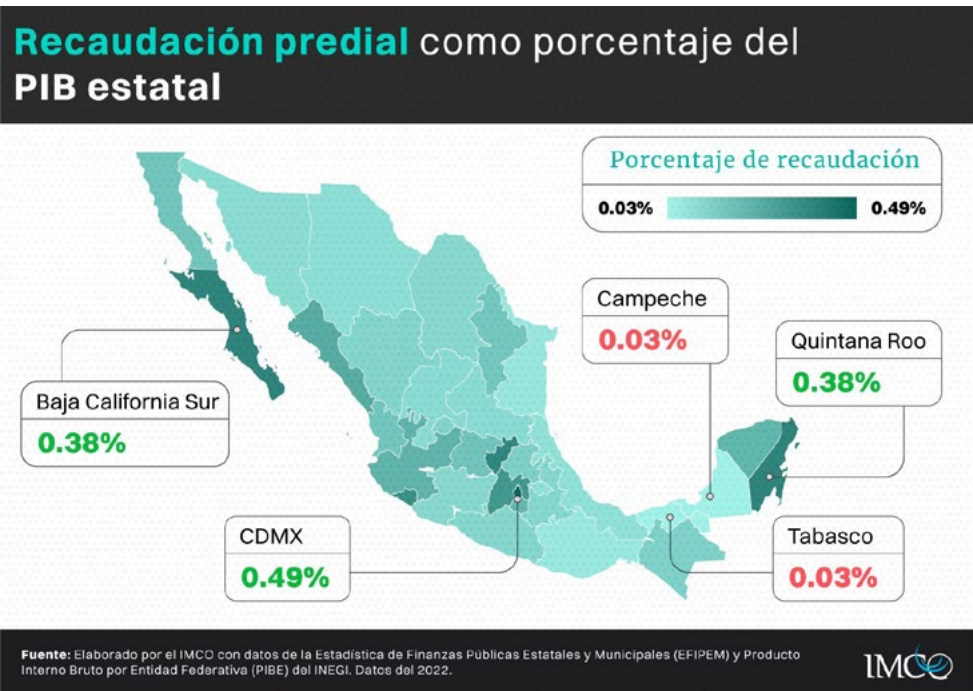 Recaudación predial como porcentaje del
PIB estatal
Porcentaje de recaudación
0.03%
0.49%
Campeche
0.03%
Quintana Roo
0.38%
Baja California Sur
0.38%
CDMX
0.49%
Tabasco
0.03%
Fuente: Elaborado por el IMCO con datos de la Estadística de Finanzas Públicas Estatales y Municipales (EFIPEM) y Producto
Interno Bruto por Entidad Federativa (PIBE) del INEGI. Datos del 2022.
IMCO